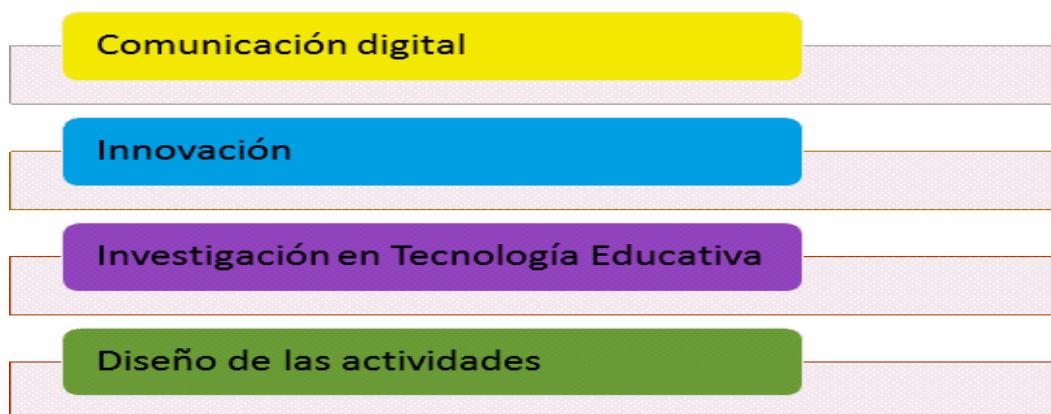 Comunicación digital
Innovación
Investigación en Tecnología Educativa
Diseño de las actividades